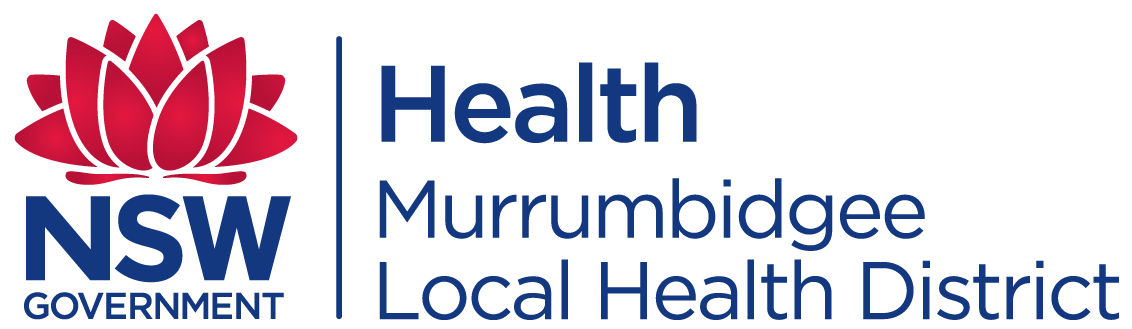 NSW
GOVERNMENT
Health
Murrumbidgee
Local Health District